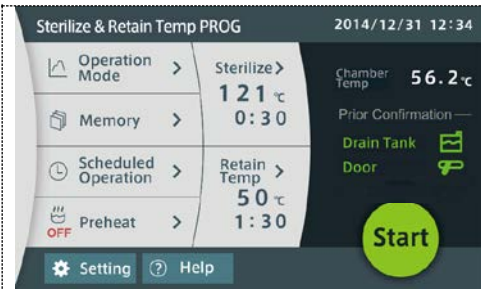 Sterilize & Retain Temp PROG
2014/12/31 12:34
Operation
Mode
>
Memory
>
Scheduled
Operation
>
OFF
Preheat
>
Sterilize>
121℃
0:30
Retain
Temp
>
50℃
1:30
Chamber
Temp
56.2℃
Prior Confirmation
Drain Tank
Door
Start
Setting
? Help